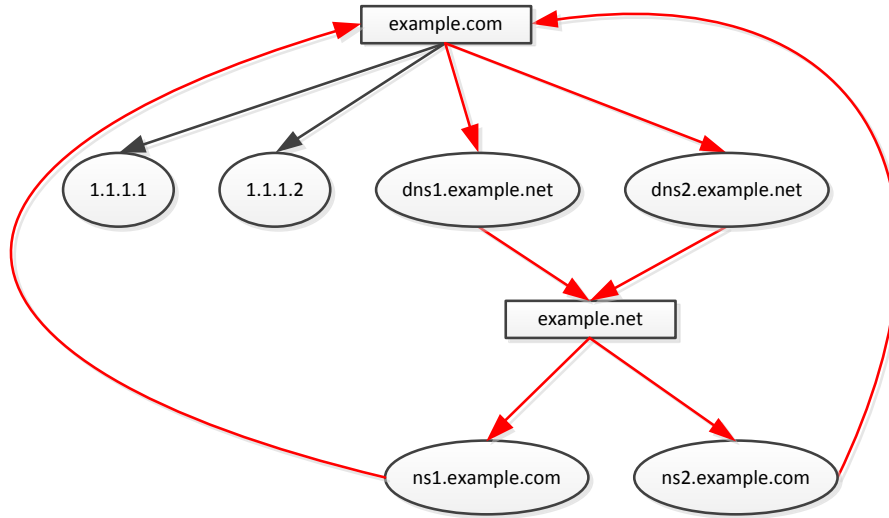 example.com
1.1.1.1
1.1.1.2
dns1.example.net
dns2.example.net
example.net
ns1.example.com
ns2.example.com